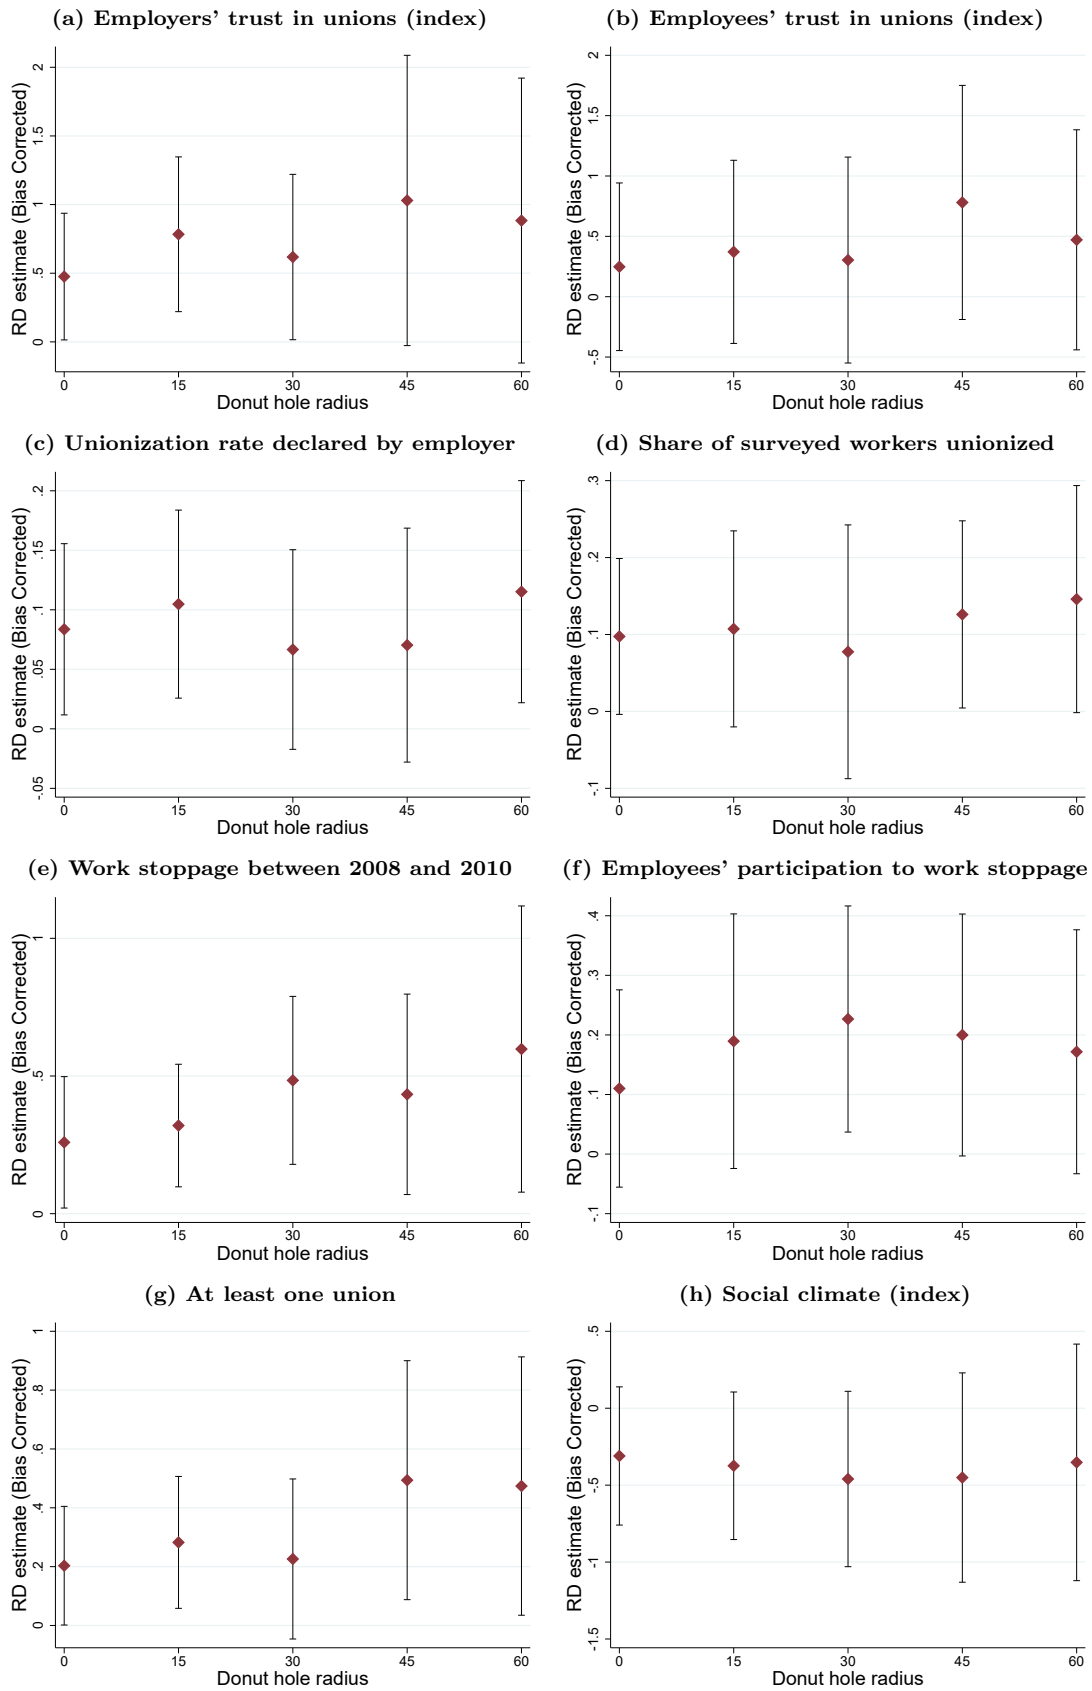 (a) Employers' trust in unions (index)
RD estimate (Bias Corrected)
2
1.5
1
.5
0
0 15 30 45 60
Donut hole radius
(b) Employees' trust in unions (index)
RD estimate (Bias Corrected)
2
1.5
1
.5
0
-.5
0 15 30 45 60
Donut hole radius
(c) Unionization rate declared by employer
RD estimate (Bias Corrected)
.2
.15
.1
.05
0
-.05
0 15 30 45 60
Donut hole radius
(d) Share of surveyed workers unionized
RD estimate (Bias Corrected)
.3
.2
.1
0
-.1
0 15 30 45 60
Donut hole radius
(e) Work stoppage between 2008 and 2010
RD estimate (Bias Corrected)
1
.5
0
0 15 30 45 60
Donut hole radius
(f) Employees' participation to work stoppage
RD estimate (Bias Corrected)
.4
.3
.2
.1
0
-.1
0 15 30 45 60
Donut hole radius
(g) At least one union
RD estimate (Bias Corrected)
1
.8
.6
.4
.2
0
0 15 30 45 60
Donut hole radius
(h) Social climate (index)
RD estimate (Bias Corrected)
.5
0
-.5
-1
-1.5
0 15 30 45 60
Donut hole radius